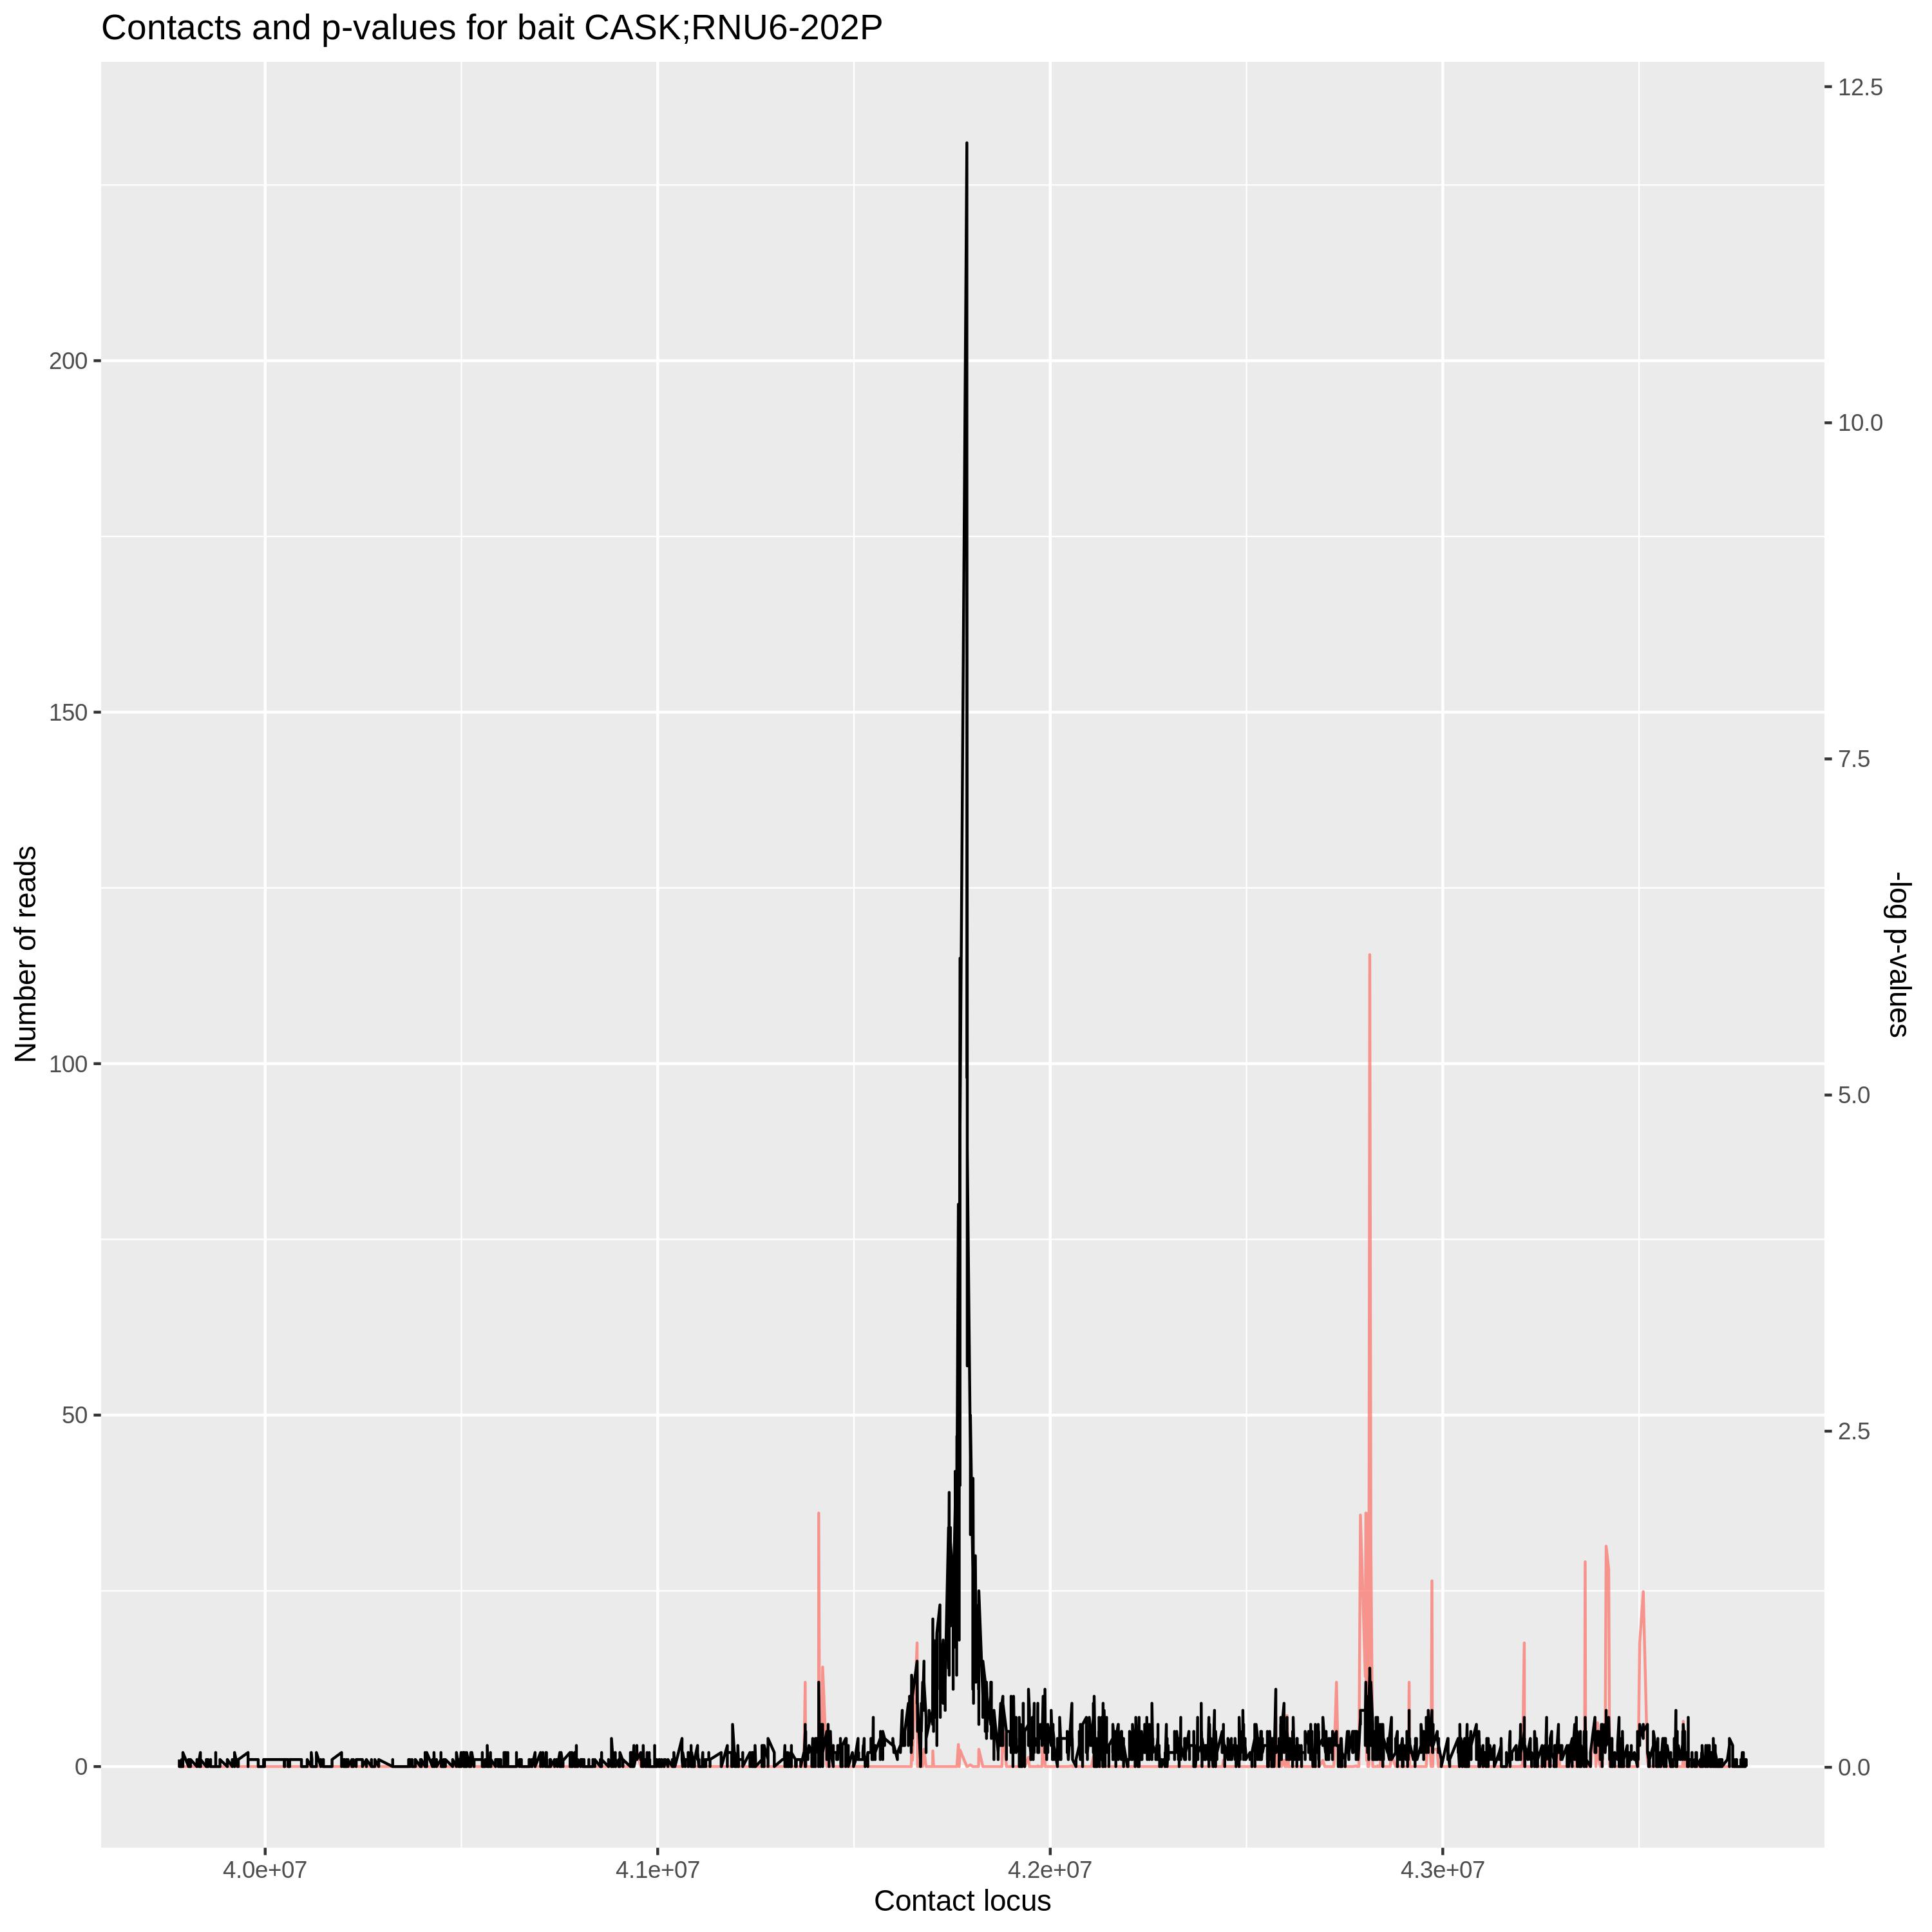 Contacts and p-values for bait CASK;RNU6-202P
Number of reads
200
150
100
50
0
12.5
10.0
7.5
5.0
2.5
0.0
-log p-values
4.0e+07
4.1e+07
4.2e+07
4.3e+07
Contact locus